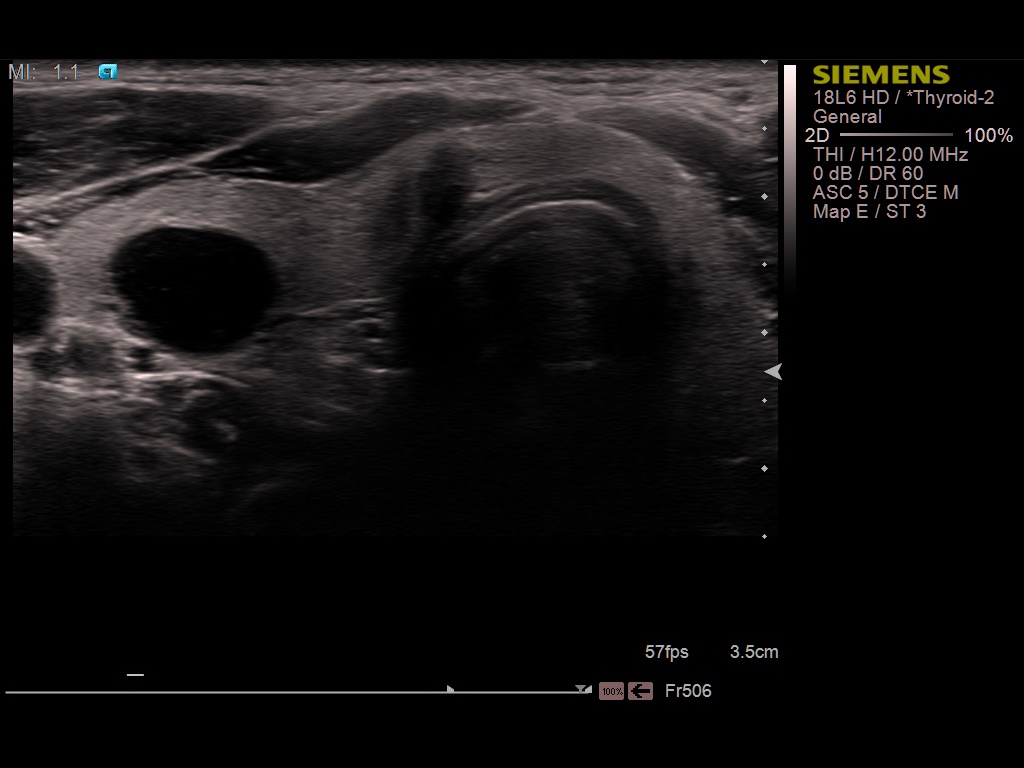 MI: 1.1
SIEMENS
18L6 HD / *Thyroid-2
General
2D 100%
THI / H12.00 MHz
0 dB / DR 60
ASC 5 / DTCE M
Map E / ST 3
57fps 3.5cm
100% Fr506